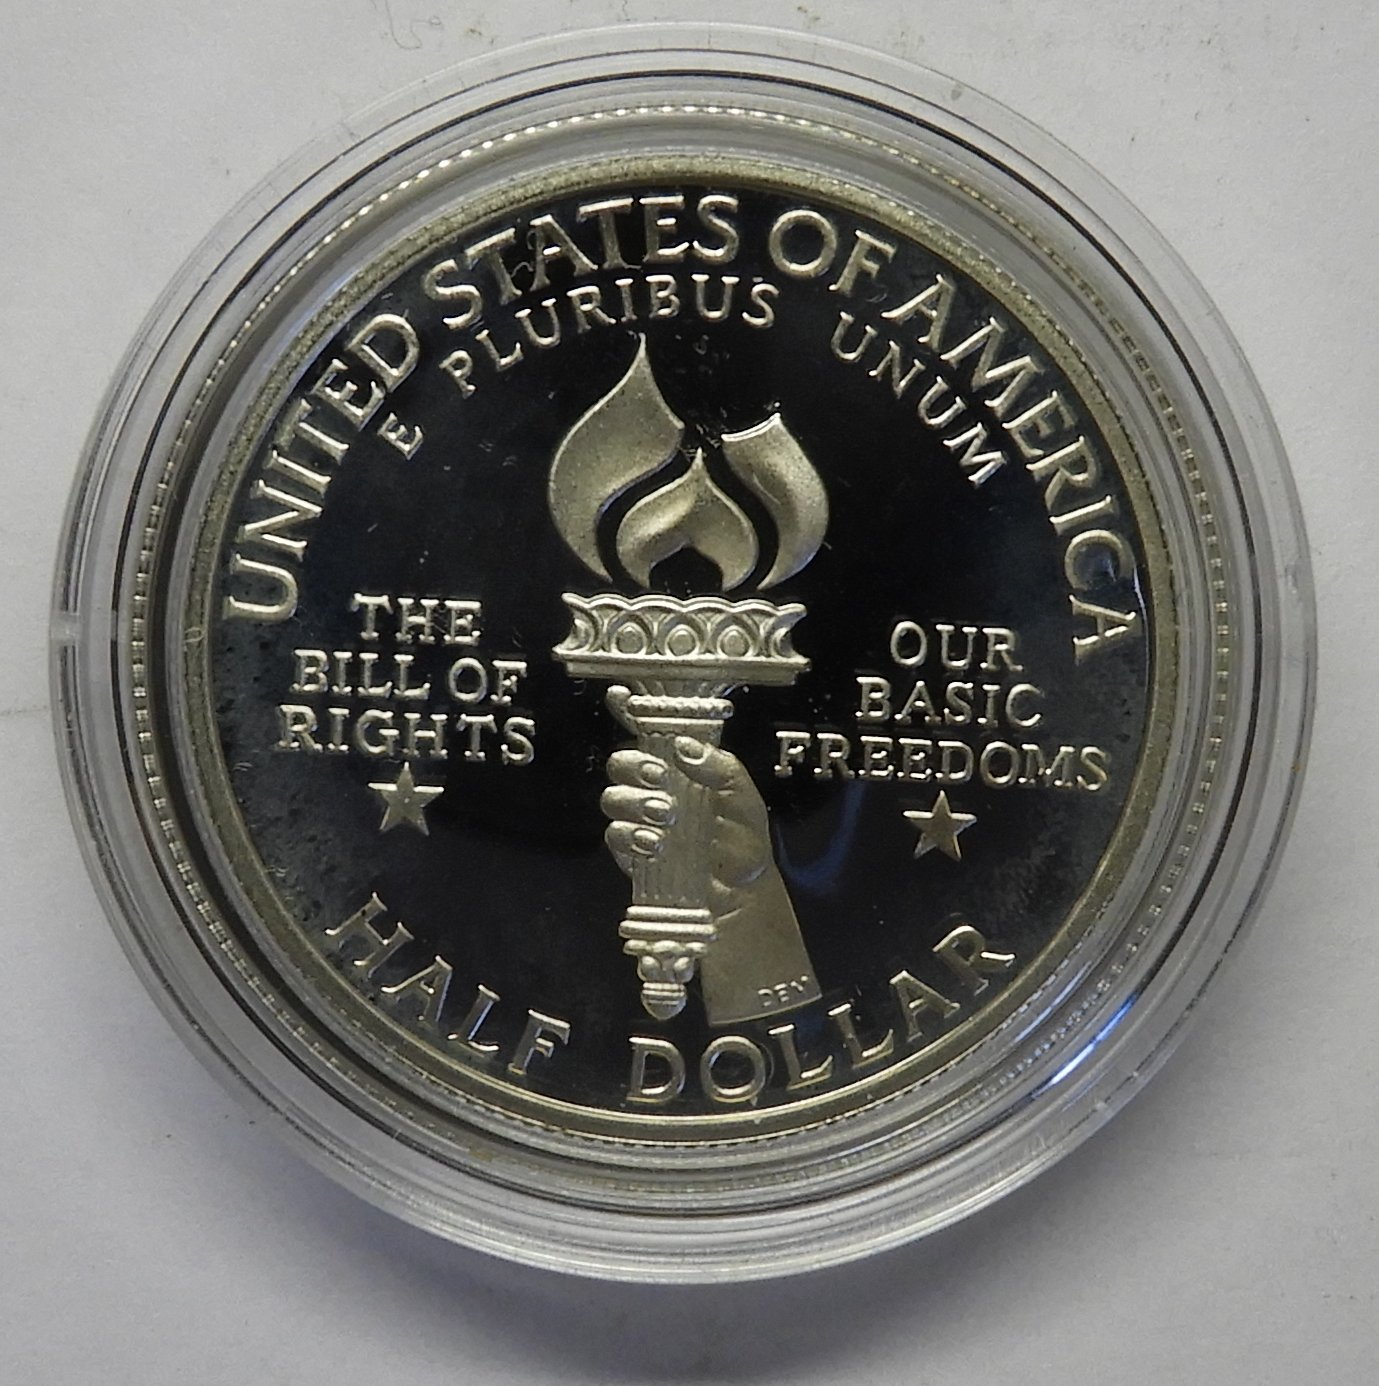 UNITED STATES OF AMERICA
E PLURIBUS UNUM
THE
BILL OF
RIGHTS
OUR
BASIC
FREEDOMS
DEM
HALF DOLLAR